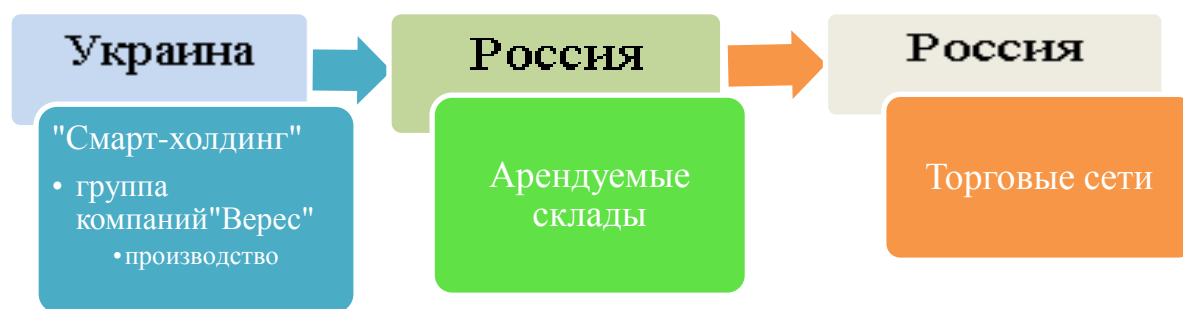 Украина
"Смарт-холдинг"
• группа
компаний"Верес"
•производство
Россия
Арендуемые
склады
Россия
Торговые сети